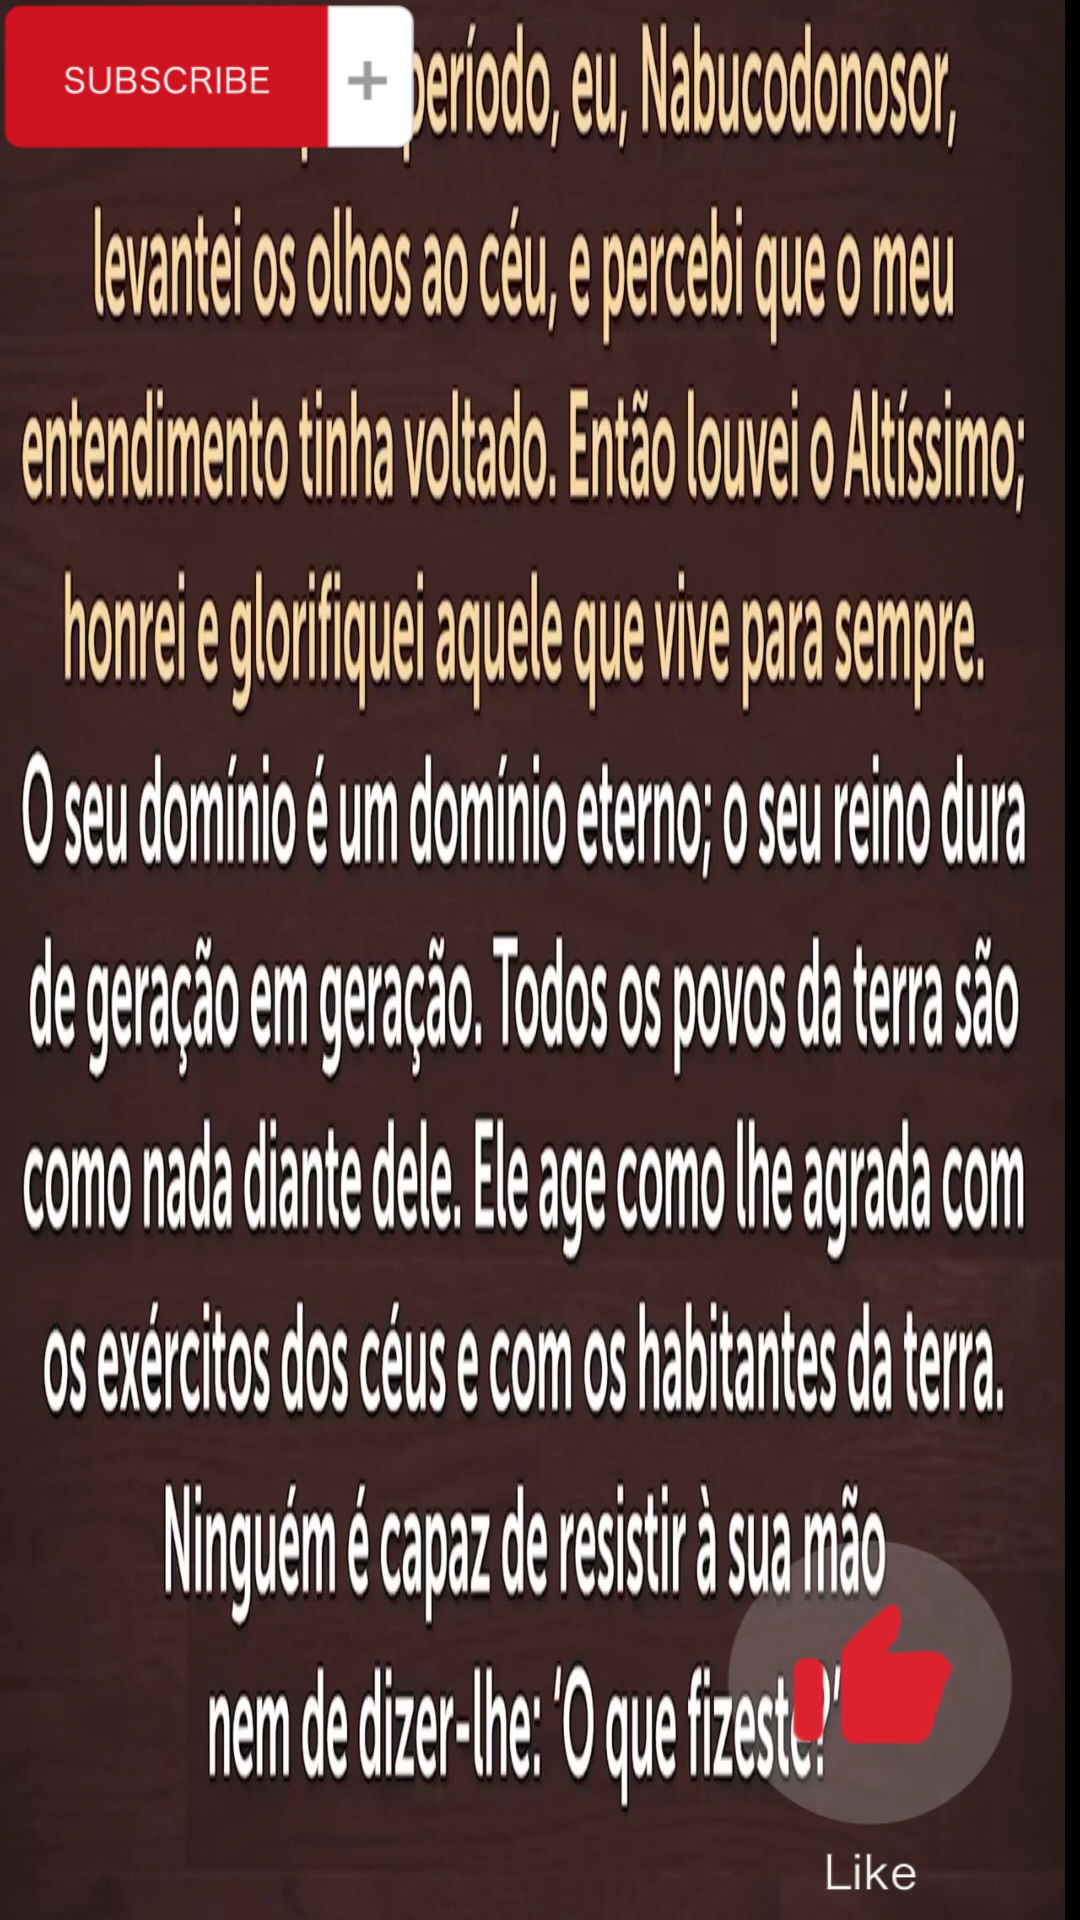 SUBSCRIBE +
período, eu, Nabucodonosor,
levantei os olhos ao céu, e percebi que o meu
entendimento tinha voltado. Então louvei o Altíssimo;
honrei e glorifiquei aquele que vive para sempre.
O seu domínio é um domínio eterno; o seu reino dura
de geração em geração. Todos os povos da terra são
como nada diante dele. Ele age como lhe agrada com
os exércitos dos céus e com os habitantes da terra.
Ninguém é capaz de resistir à sua mão
nem de dizer-lhe: ‘O que fizeste?’
Like